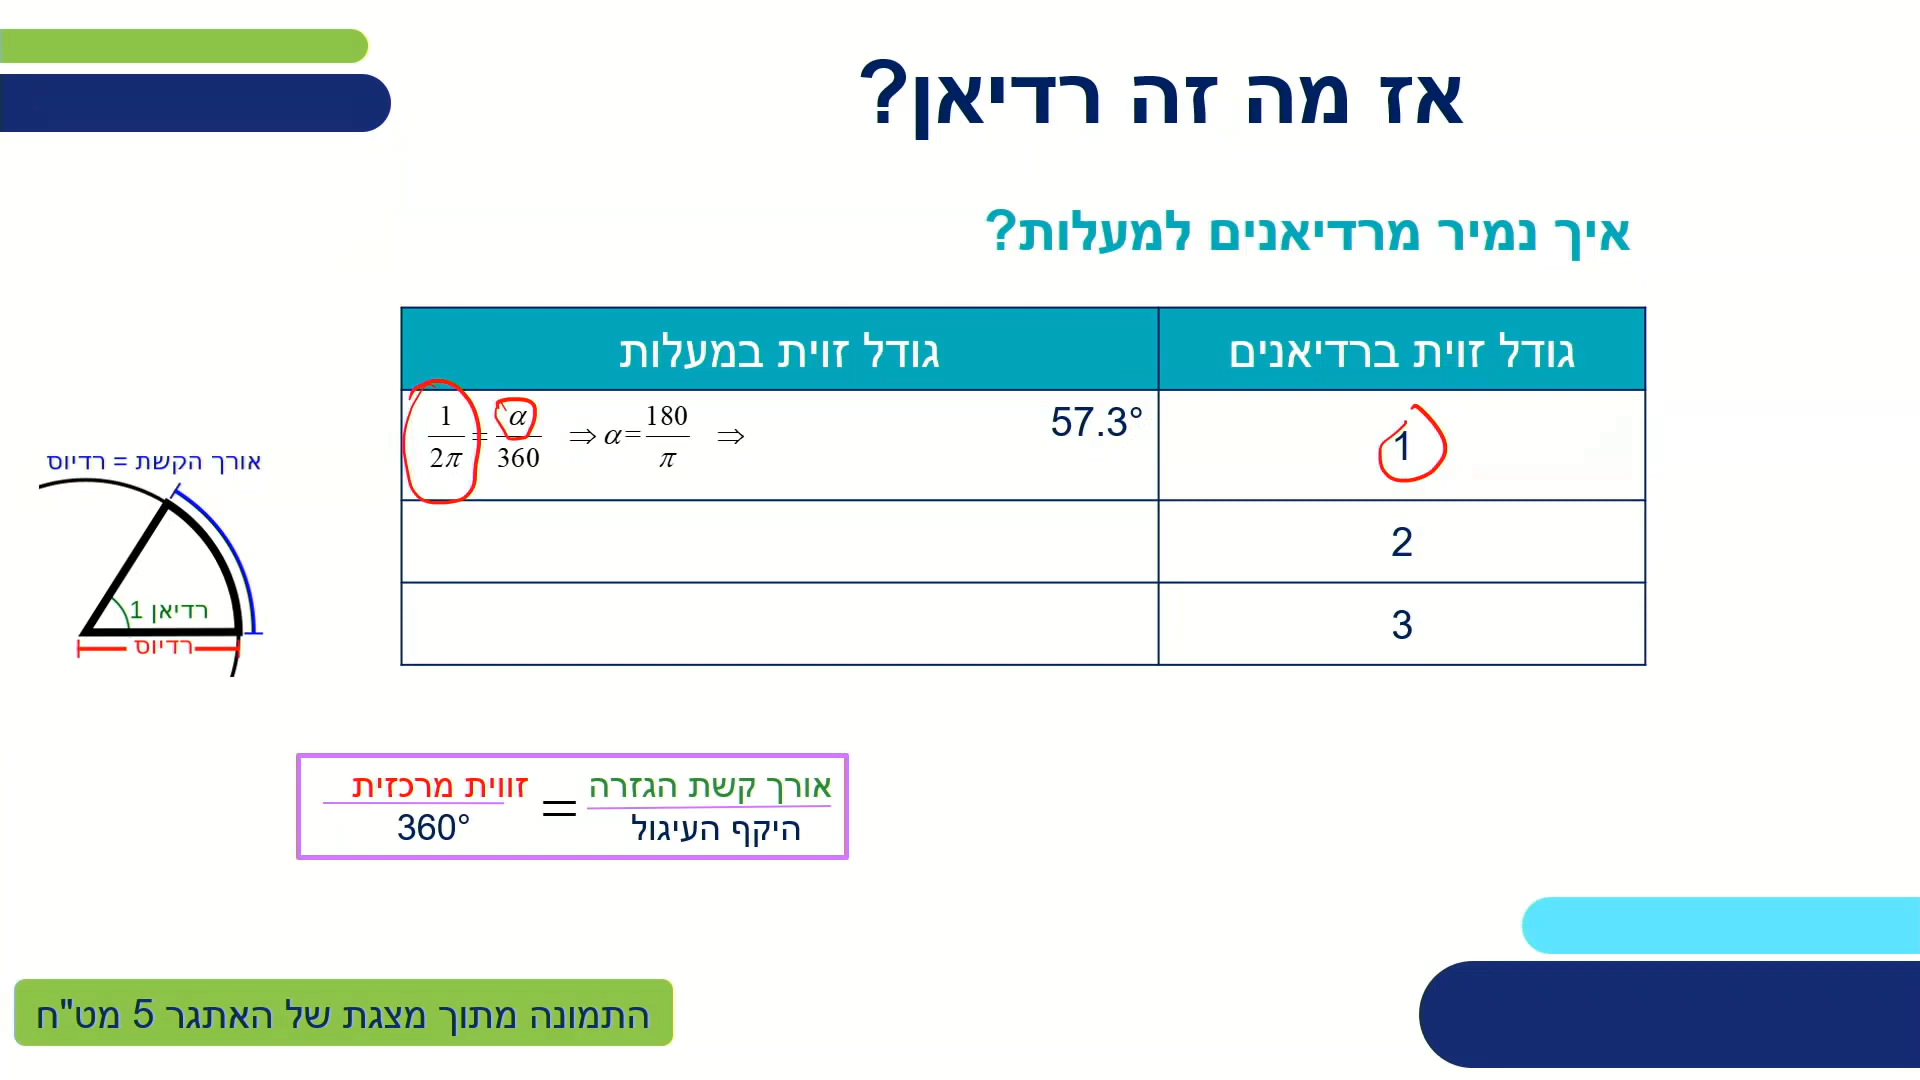 אז מה זה רדיאן?
איך נמיר מרדיאנים למעלות?
גודל זוית ברדיאנים
גודל זוית במעלות
1
1/2π = α/360 ⇒ α = 180/π ⇒ 57.3°
2
3
אורך הקשת = רדיוס
1 רדיאן
רדיוס
אורך קשת הגזרה = זווית מרכזית
היקף העיגול 360°
התמונה מתוך מצגת של האתגר 5 מט"ח